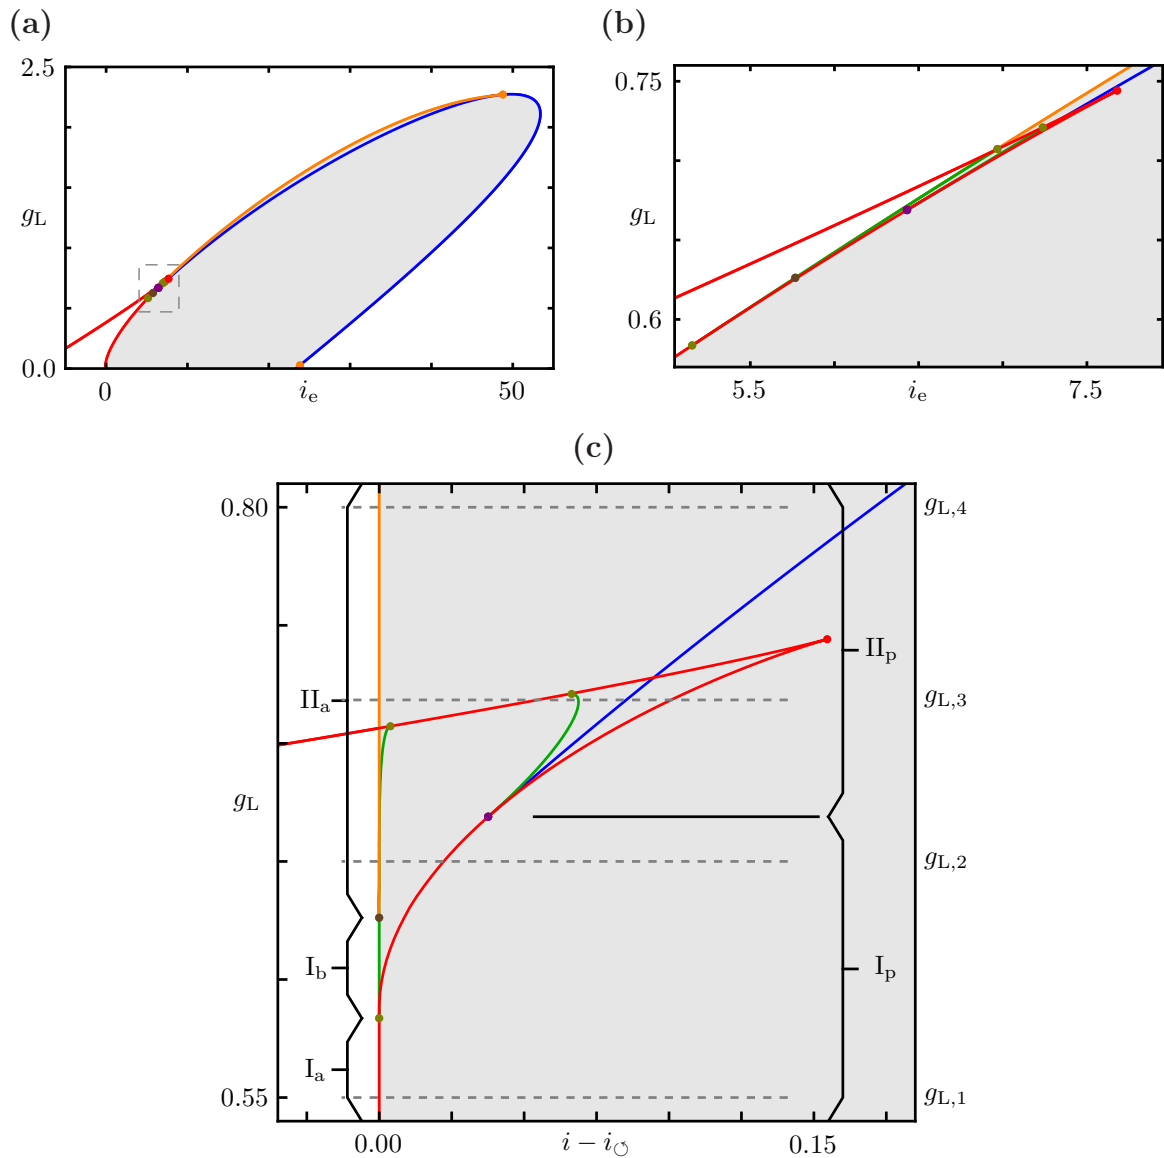 (a)
2.5
g_L
0.0
0
i_e
50
(b)
0.75
g_L
0.6
5.5
i_e
7.5
(c)
0.80
g_L
0.55
II_a
I_b
I_a
II_p
I_p
g_L,4
g_L,3
g_L,2
g_L,1
0.00
i − i_↺
0.15